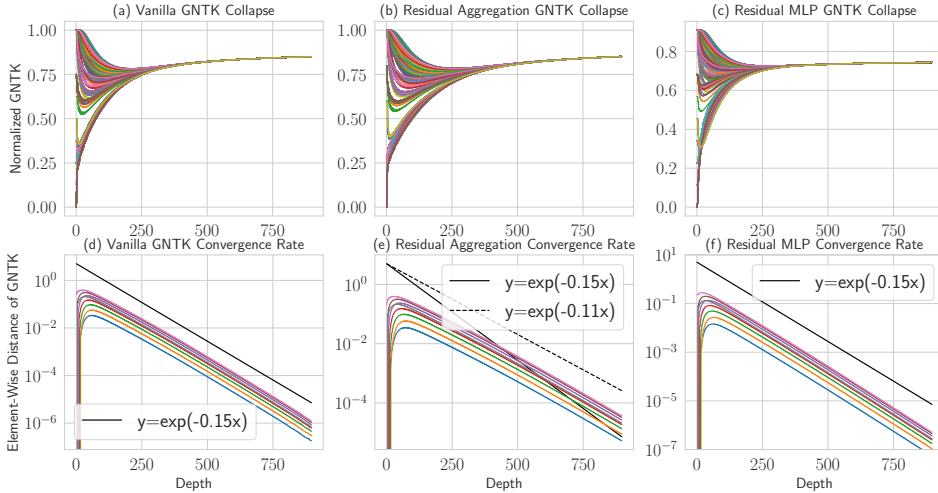 (a) Vanilla GNTK Collapse
(b) Residual Aggregation GNTK Collapse
(c) Residual MLP GNTK Collapse
Normalized GNTK
1.00
0.75
0.50
0.25
0.00
0 250 500 750
1.00
0.75
0.50
0.25
0.00
0 250 500 750
0.8
0.6
0.4
0.2
0.0
0 250 500 750
(d) Vanilla GNTK Convergence Rate
(e) Residual Aggregation Convergence Rate
(f) Residual MLP Convergence Rate
Element-Wise Distance of GNTK
10^0
10^-2
10^-4
10^-6
y=exp(-0.15x)
0 250 500 750
Depth
10^0
10^-2
10^-4
y=exp(-0.15x)
y=exp(-0.11x)
0 250 500 750
Depth
10^1
10^-1
10^-3
10^-5
10^-7
y=exp(-0.15x)
0 250 500 750
Depth